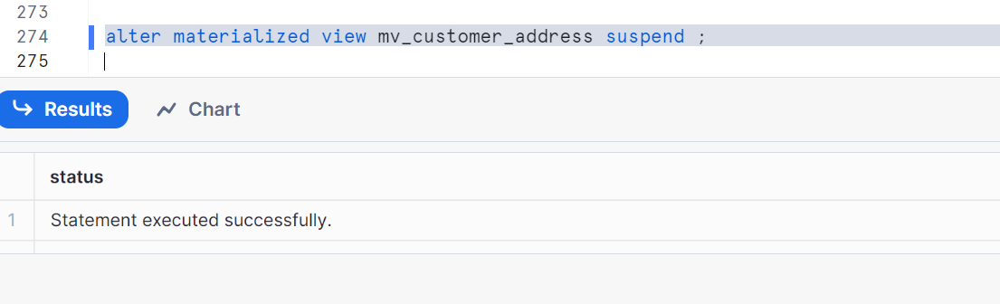 273
274 alter materialized view mv_customer_address suspend ;
275
Results Chart
status
1 Statement executed successfully.